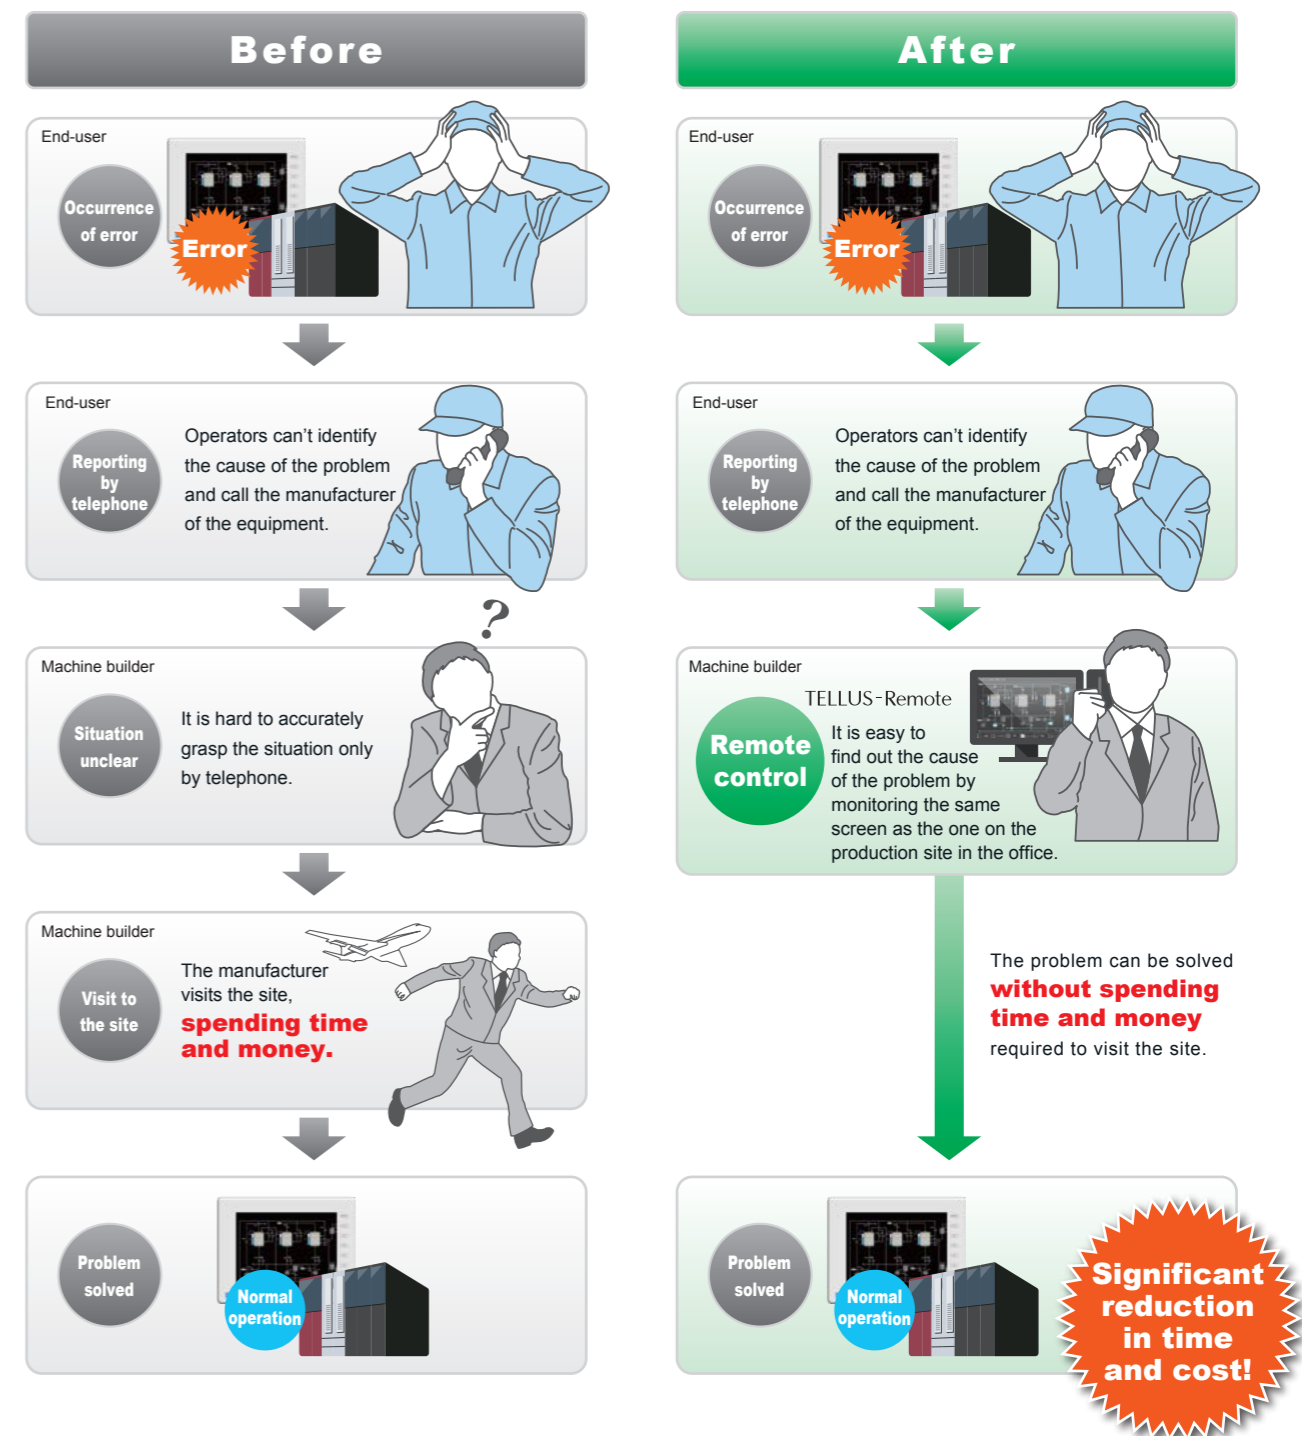 Before
End-user
Occurrence
of error
Error
End-user
Reporting
by
telephone
Operators can't identify
the cause of the problem
and call the manufacturer
of the equipment.
?
Machine builder
Situation
unclear
It is hard to accurately
grasp the situation only
by telephone.
Machine builder
Visit to
the site
The manufacturer
visits the site,
spending time
and money.
Problem
solved
Normal
operation
After
End-user
Occurrence
of error
Error
End-user
Reporting
by
telephone
Operators can't identify
the cause of the problem
and call the manufacturer
of the equipment.
Machine builder
Remote
control
TELLUS-Remote
It is easy to
find out the cause
of the problem by
monitoring the same
screen as the one on the
production site in the office.
The problem can be solved
without spending
time and money
required to visit the site.
Problem
solved
Normal
operation
Significant
reduction
in time
and cost!